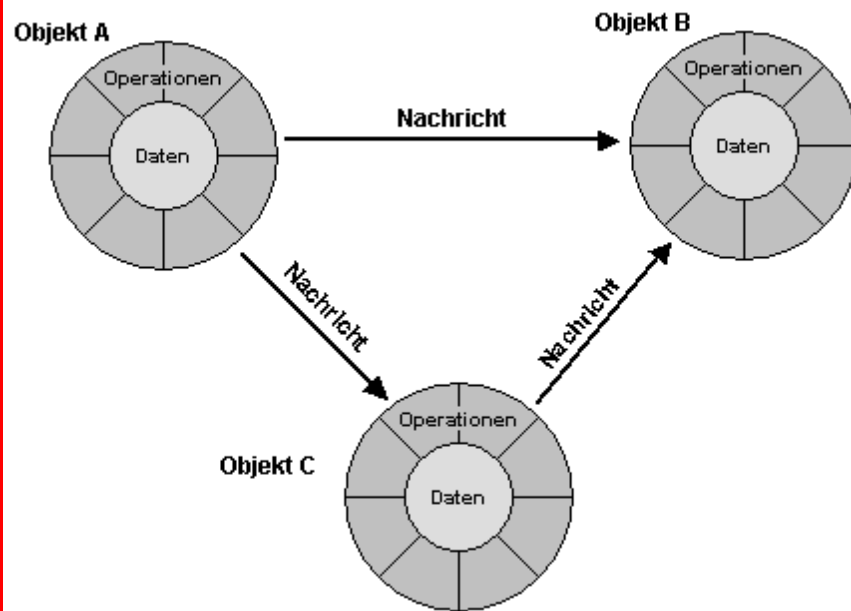 Objekt A
Objekt B
Operationen
Operationen
Nachricht
Daten
Daten
Nachricht
Nachricht
Operationen
Objekt C
Daten